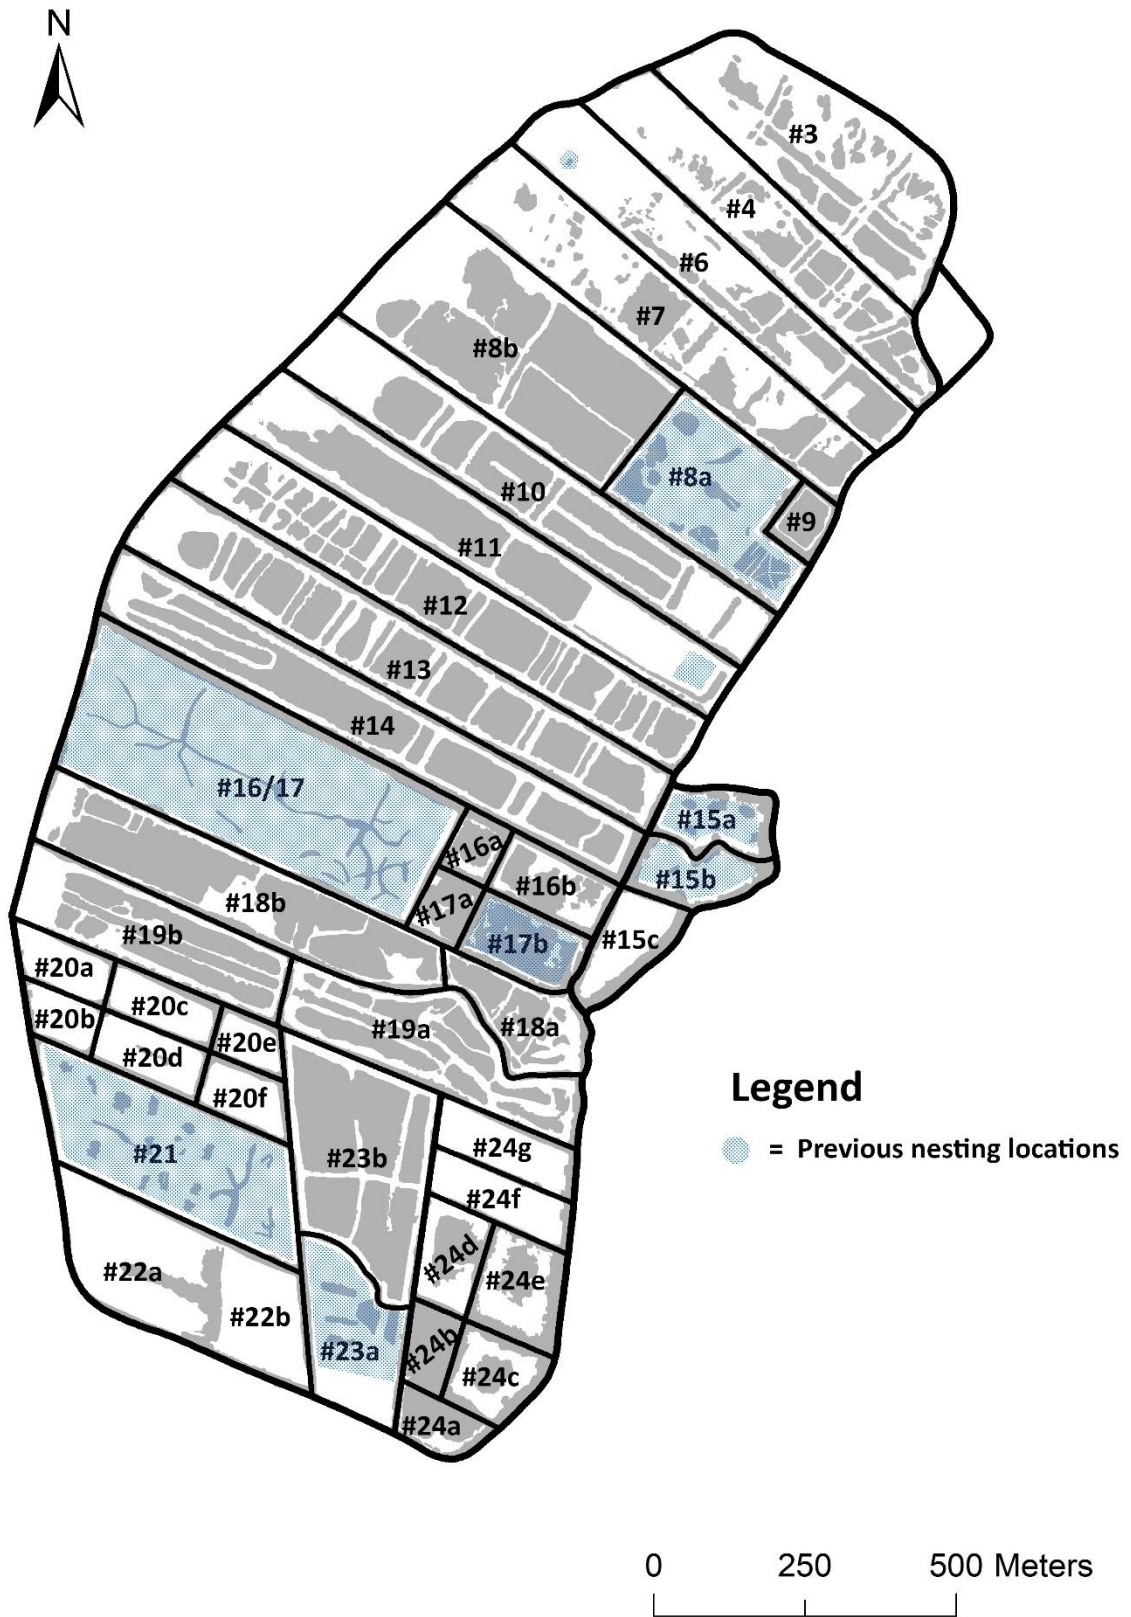 N
#3
#4
#6
#7
#8b
#8a
#9
#10
#11
#12
#13
#14
#16/17
#15a
#15b
#16a
#16b
#17a
#17b
#15c
#18b
#19b
#18a
#19a
#20a
#20c
#20b
#20e
#20d
#20f
#21
#23b
#24g
#24f
#24d
#24e
#22a
#22b
#23a
#24b
#24c
#24a
Legend
= Previous nesting locations
0 250 500 Meters